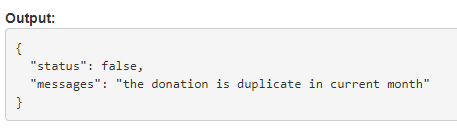 Output:
{
  "status": false,
  "messages": "the donation is duplicate in current month"
}